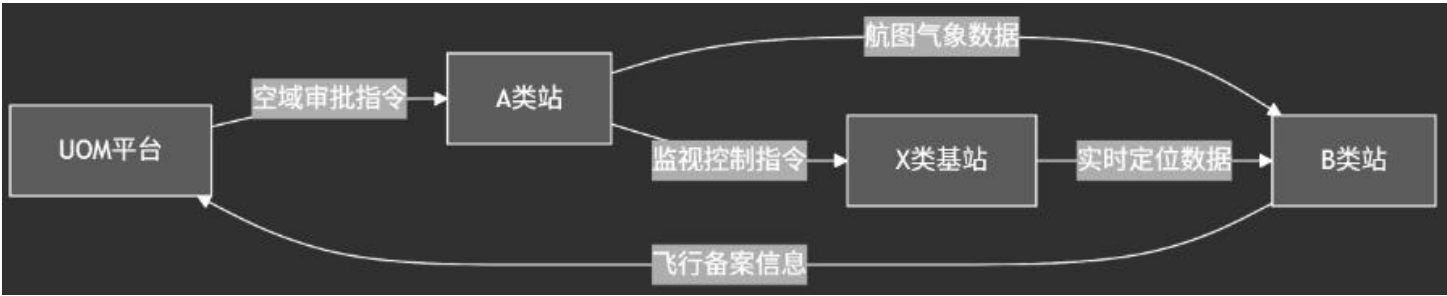 航图气象数据
空域审批指令
A类站
UOM平台
监视控制指令
X类基站
实时定位数据
B类站
飞行备案信息